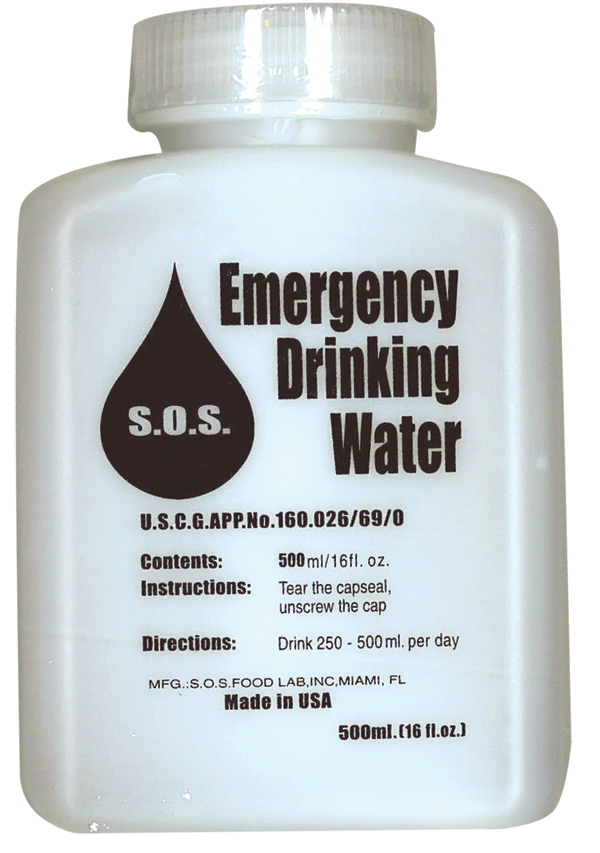 Emergency
Drinking
Water
S.O.S.
U.S.C.G.APP.No.160.026/69/0
Contents: 500ml/16fl. oz.
Instructions: Tear the capseal,
unscrew the cap
Directions: Drink 250 - 500ml. per day
MFG.:S.O.S.FOOD LAB,INC,MIAMI, FL
Made in USA
500ml.(16 fl.oz.)